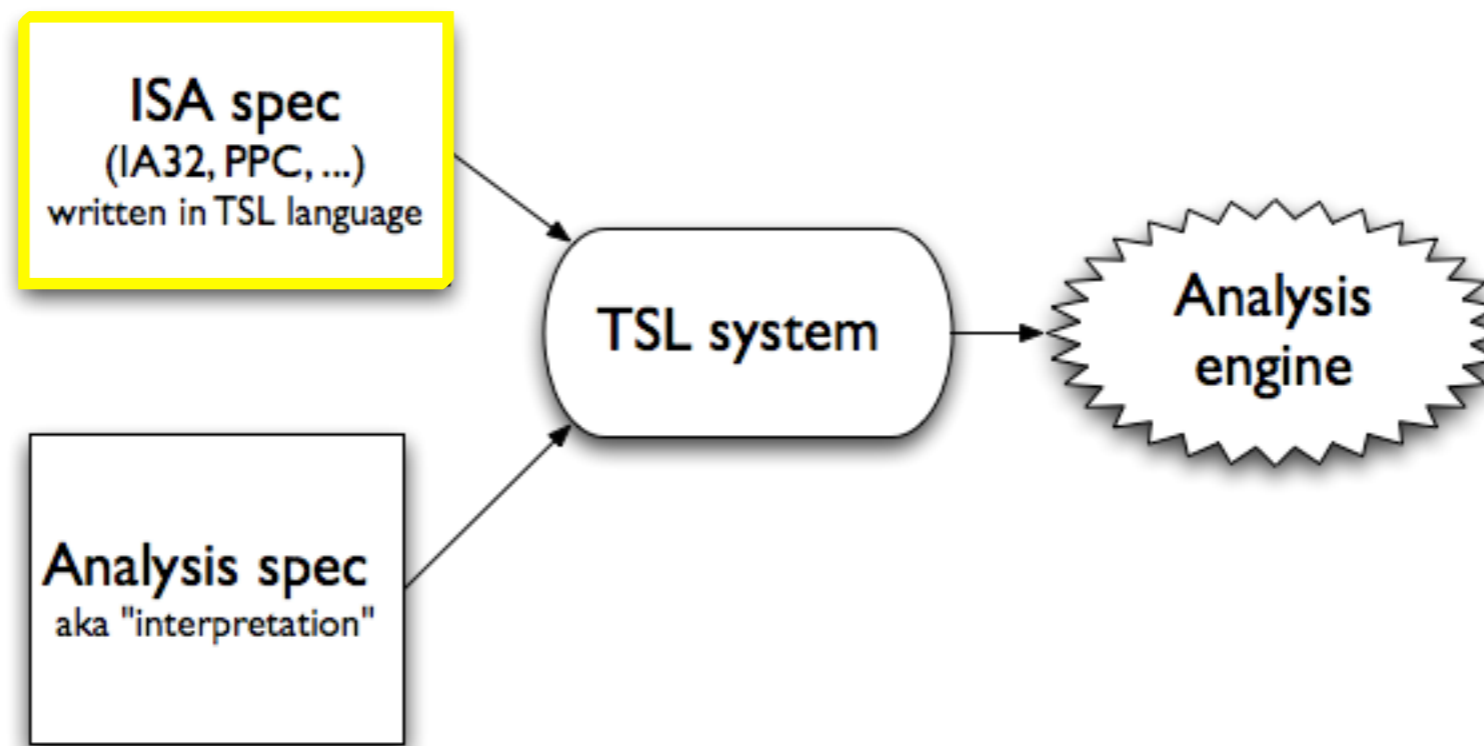 ISA spec
(IA32, PPC, ...)
written in TSL language
TSL system
Analysis
engine
Analysis spec
aka "interpretation"